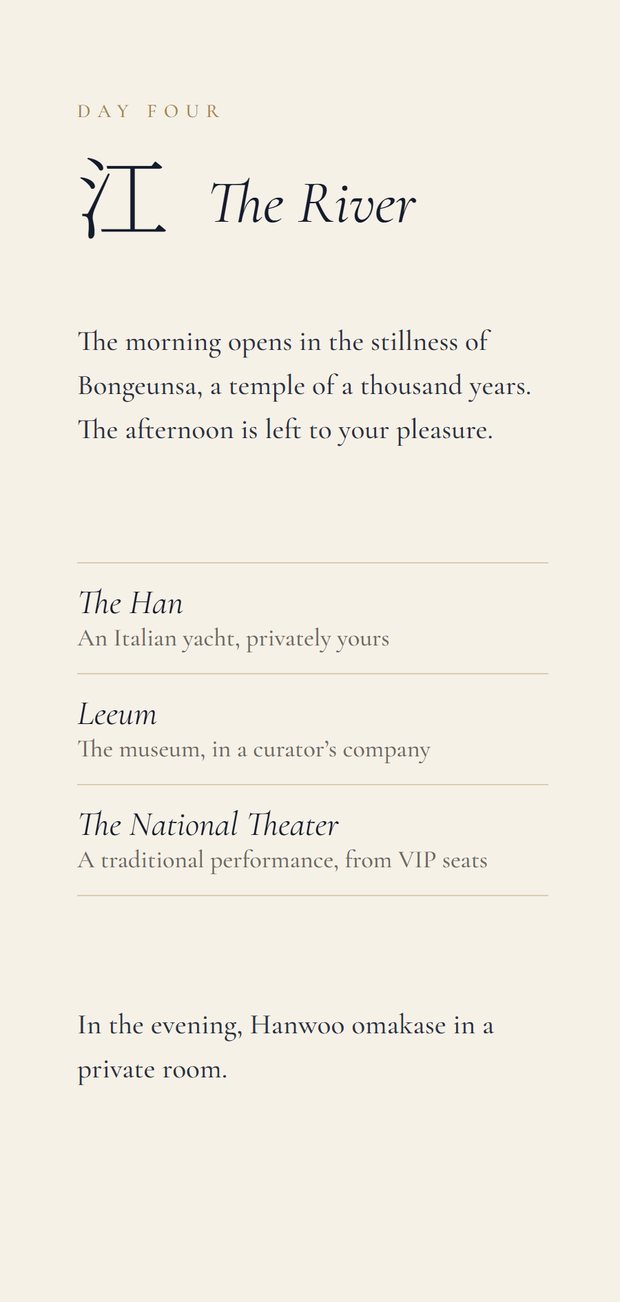 DAY FOUR
江 The River
The morning opens in the stillness of
Bongeunsa, a temple of a thousand years.
The afternoon is left to your pleasure.
The Han
An Italian yacht, privately yours
Leeum
The museum, in a curator’s company
The National Theater
A traditional performance, from VIP seats
In the evening, Hanwoo omakase in a
private room.